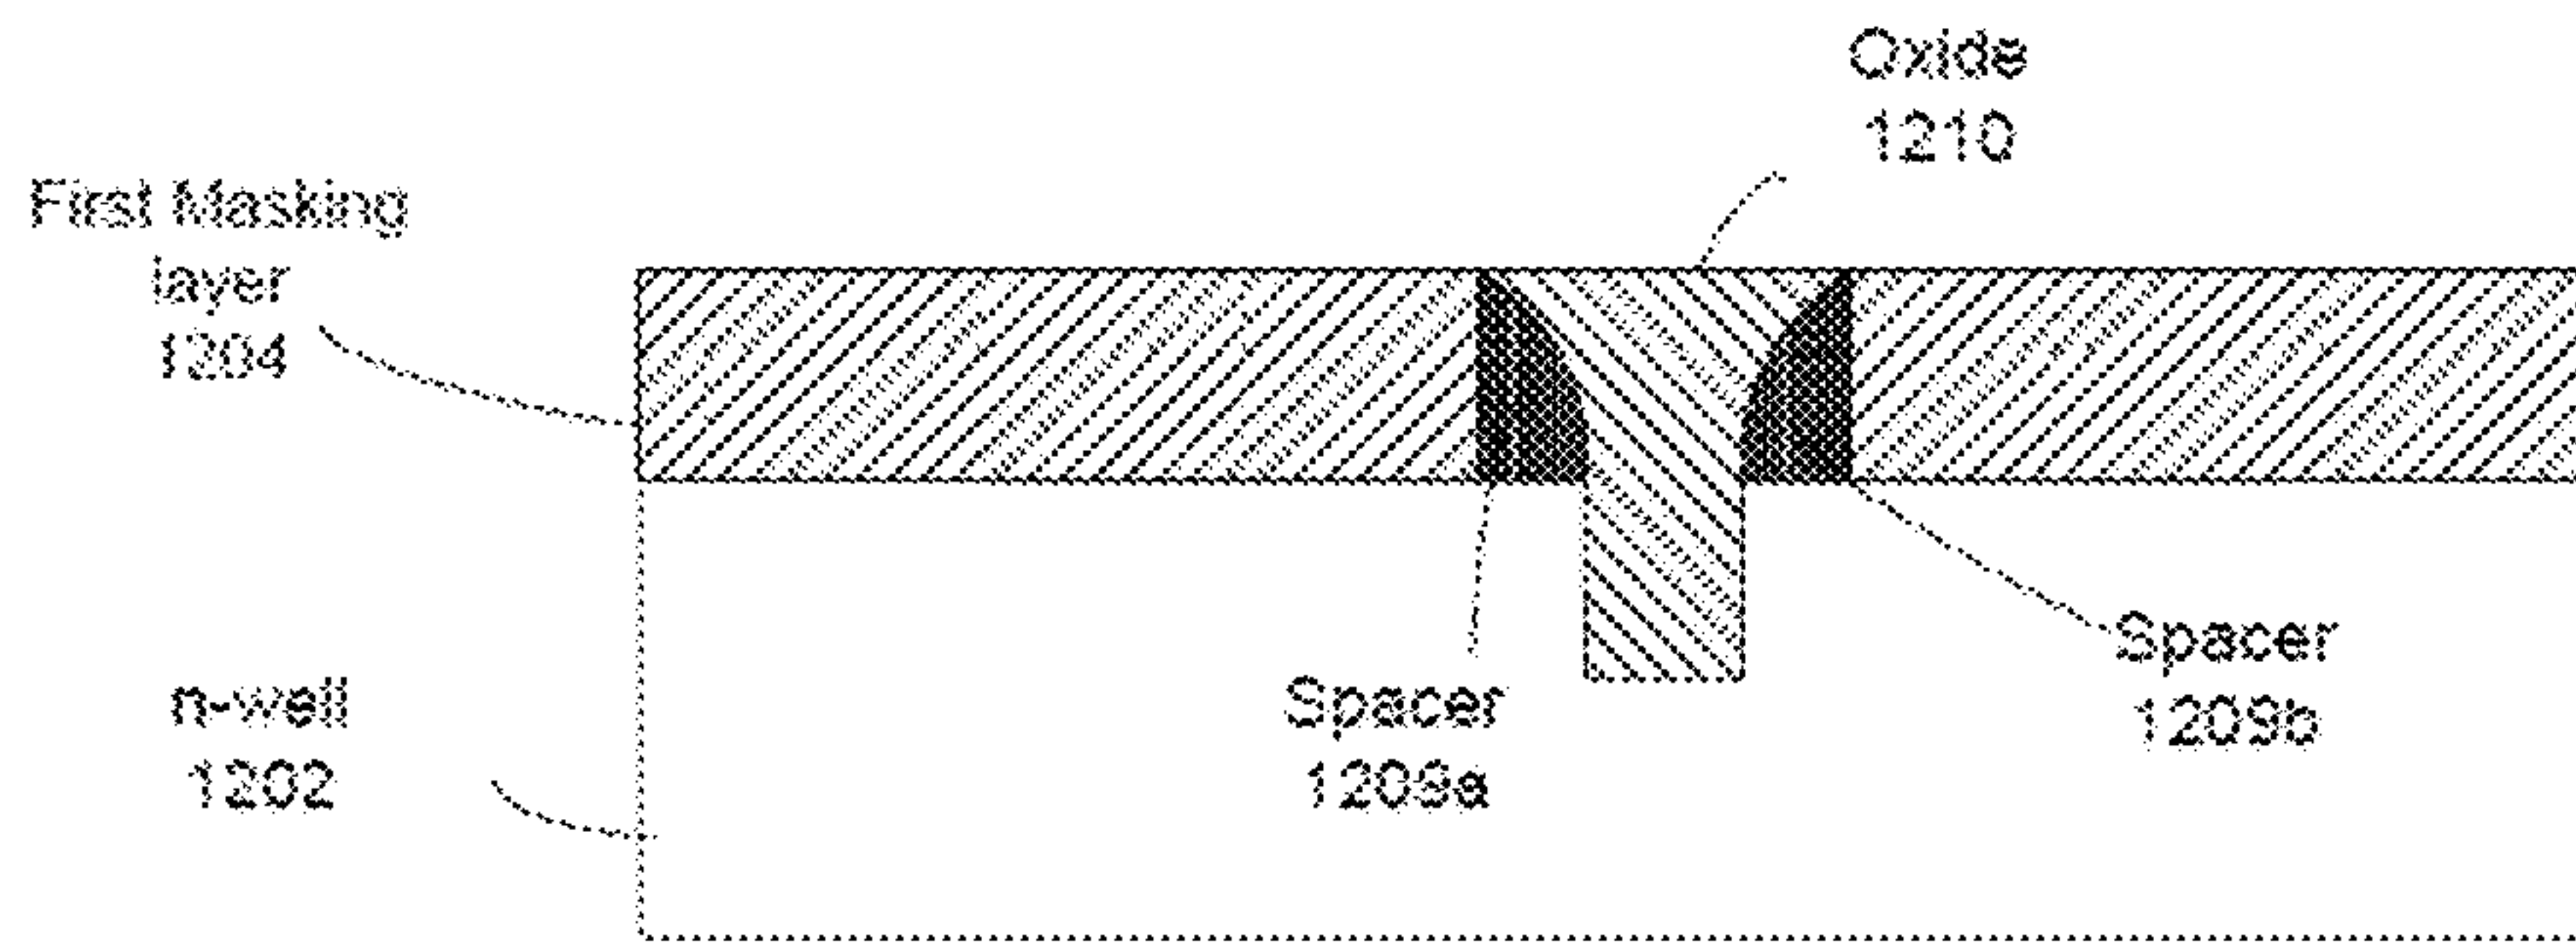 Oxide
1210
First Masking
layer
1204
n-well
1202
Spacer
1209a
Spacer
1209b